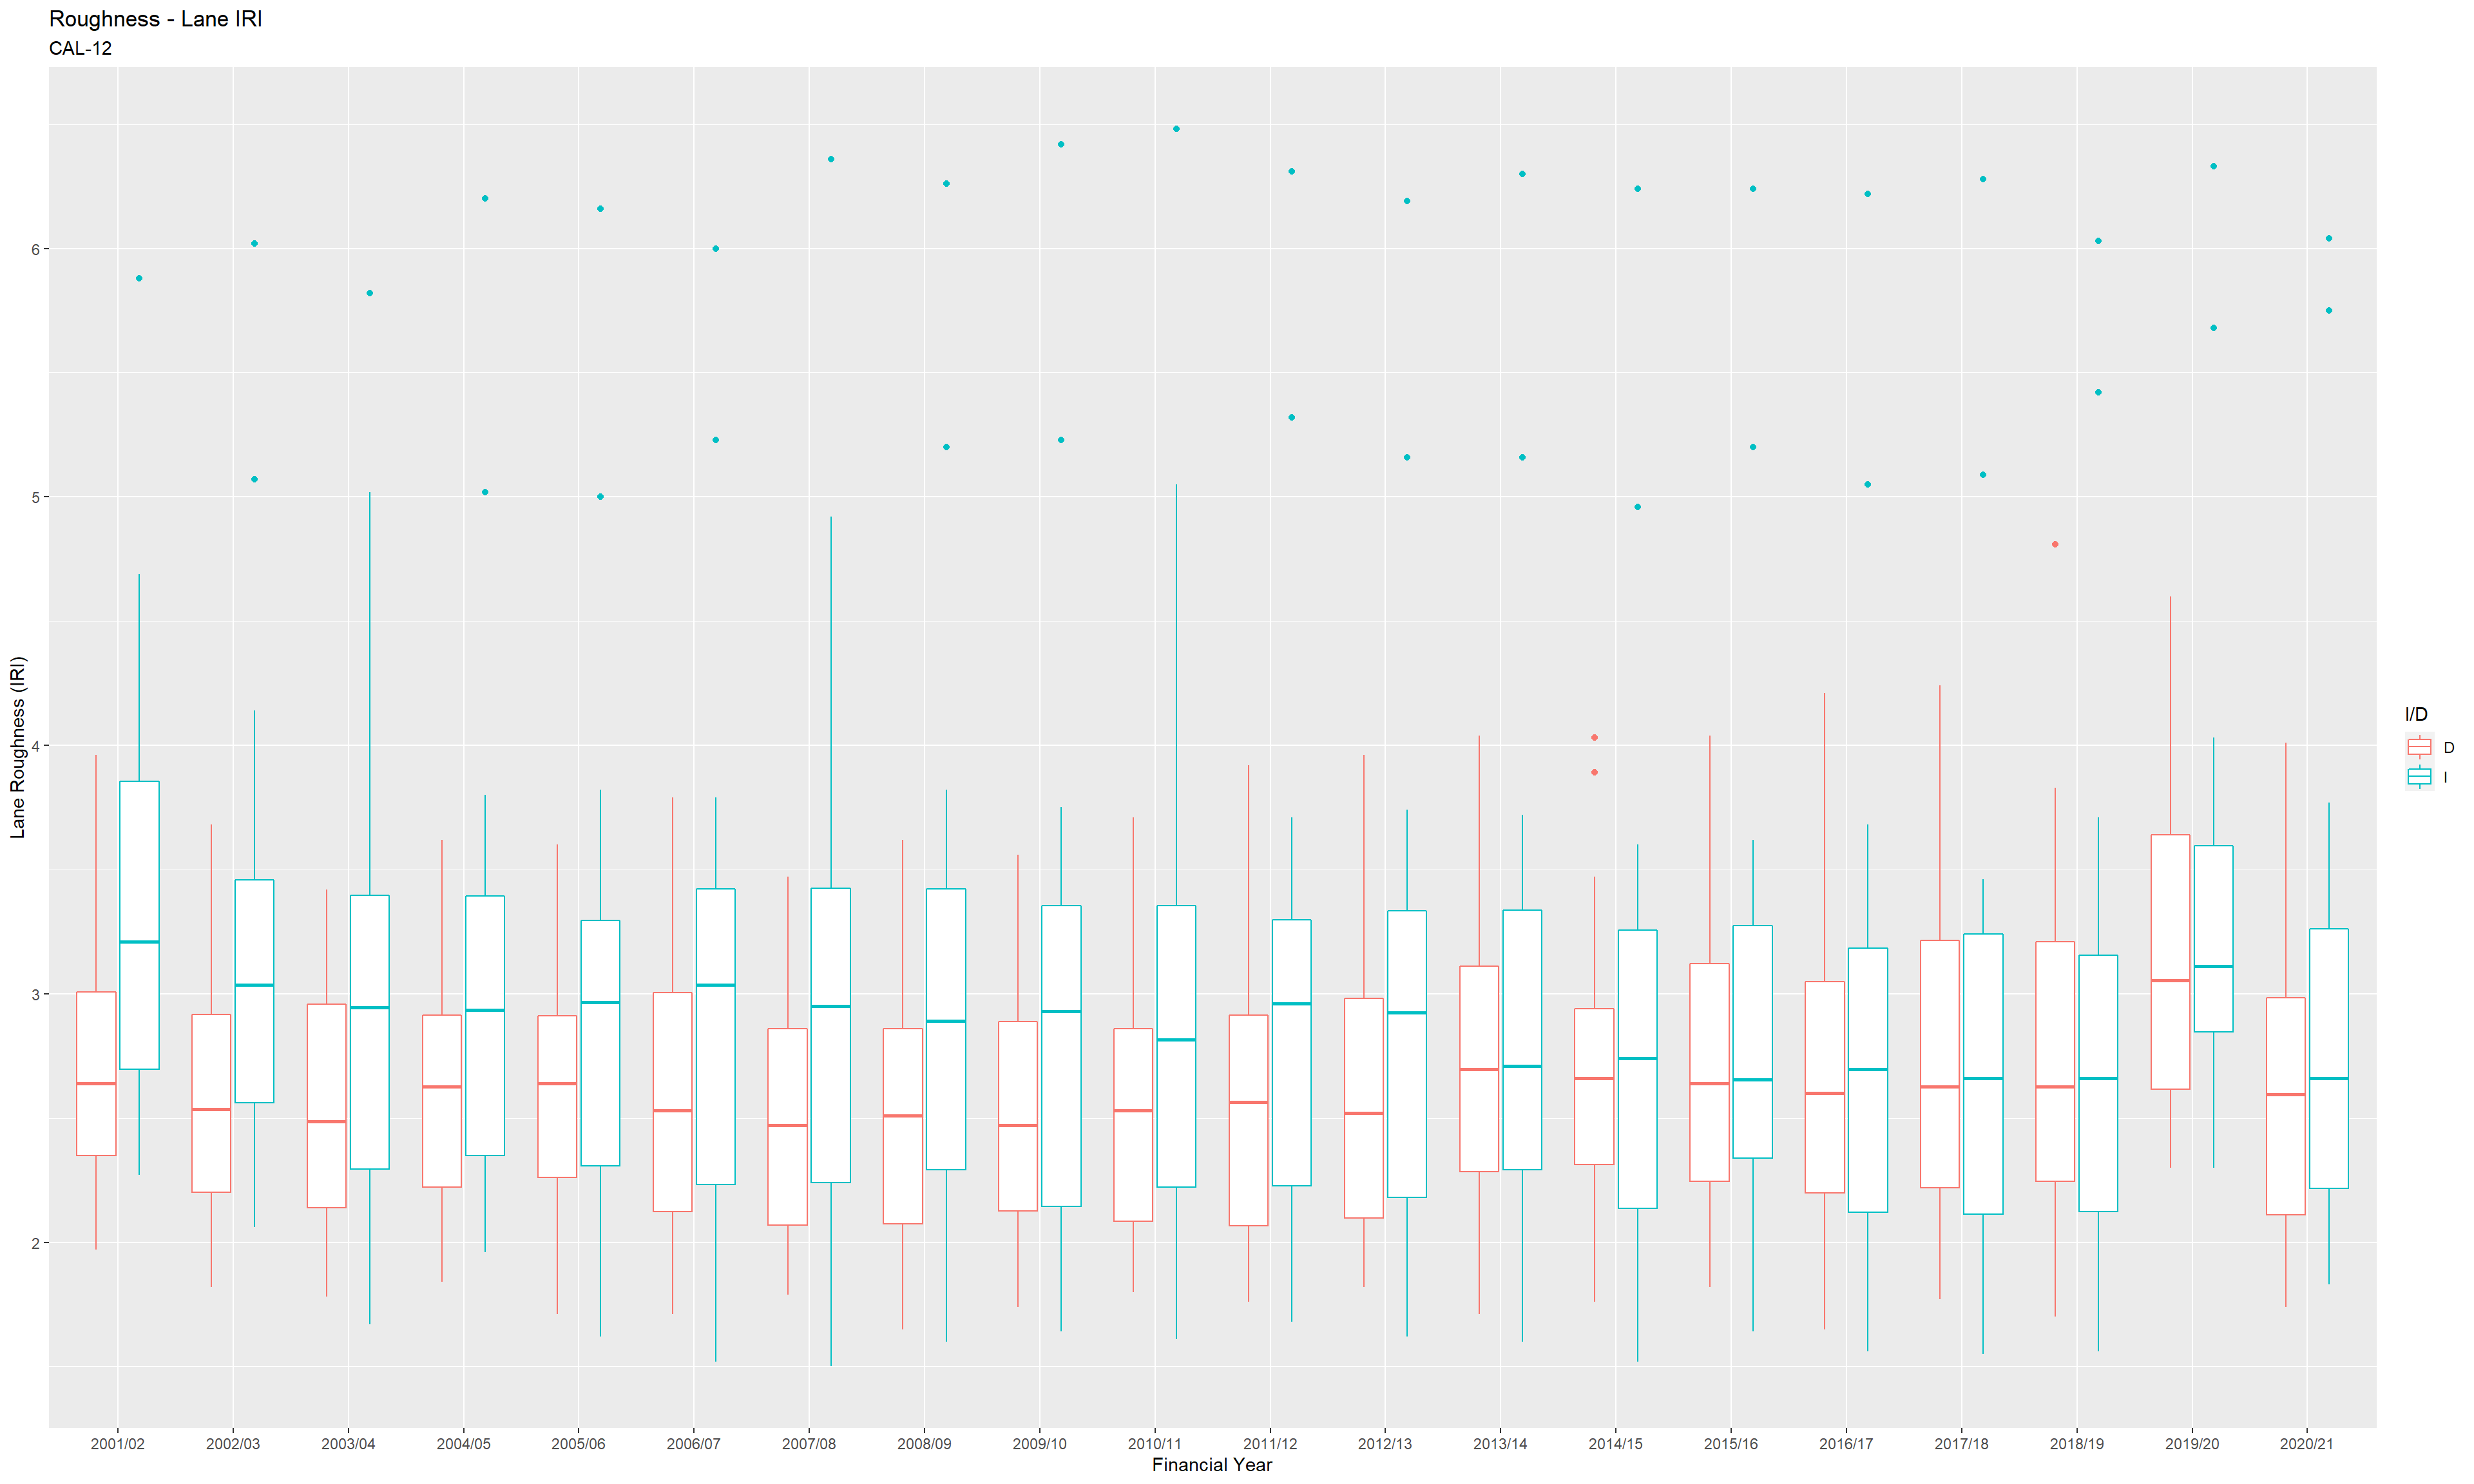 Roughness - Lane IRI
CAL-12
Lane Roughness (IRI)
6
5
4
3
2
2001/02 2002/03 2003/04 2004/05 2005/06 2006/07 2007/08 2008/09 2009/10 2010/11 2011/12 2012/13 2013/14 2014/15 2015/16 2016/17 2017/18 2018/19 2019/20 2020/21
Financial Year
I/D
D
I